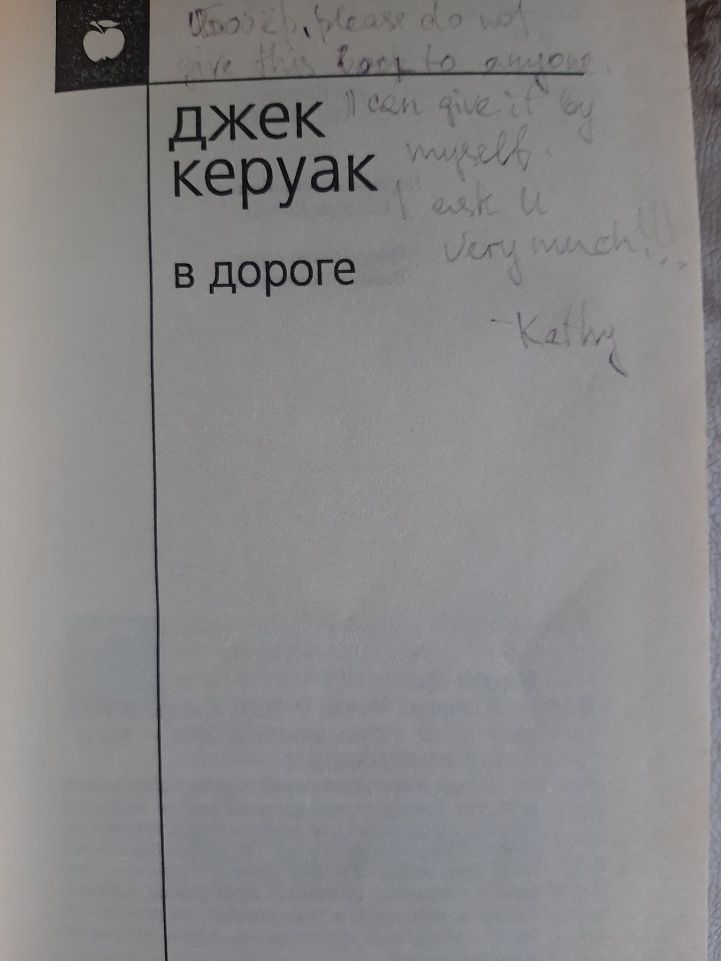 please do not
give this book to anyone.
I can give it by
myself.
I ask U
Very much!!!
-Kathy
джек
керуак
в дороге